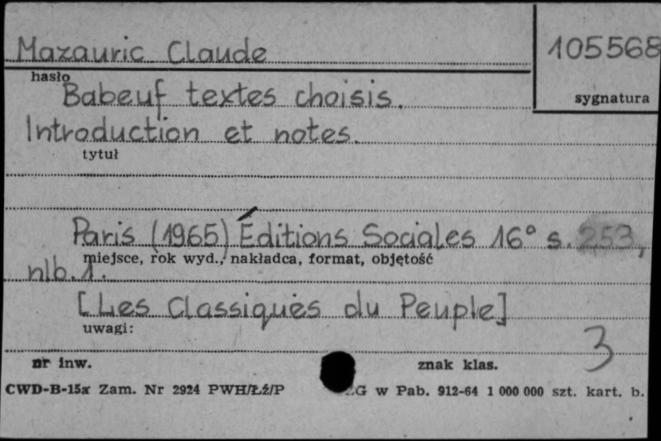 Mazauric Claude
105568
hasło
sygnatura
Babeuf textes choisis.
Introduction et notes.
tytuł
Paris (1965) Éditions Sociales 16° s. 253,
miejsce, rok wyd., nakładca, format, objętość
nlb. 1.
[Les Classiques du Peuple]
uwagi:
3
nr inw.
znak klas.
CWD-B-15x Zam. Nr 2924 PWH/Łź/P G w Pab. 912-64 1 000 000 szt. kart. b.